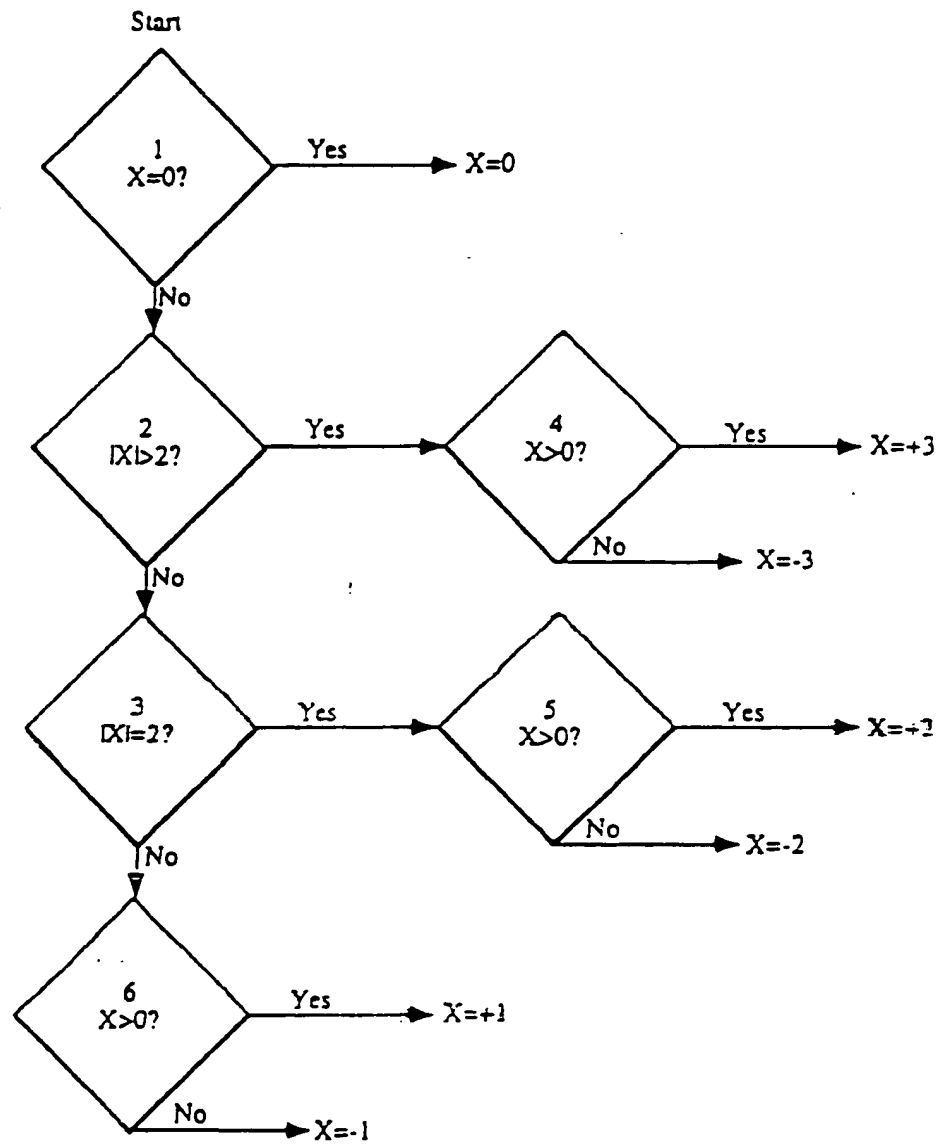 Start
1
X=0?
Yes
X=0
No
2
|X|>2?
Yes
4
X>0?
Yes
X=+3
No
X=-3
No
3
|X|=2?
Yes
5
X>0?
Yes
X=+2
No
X=-2
No
6
X>0?
Yes
X=+1
No
X=-1